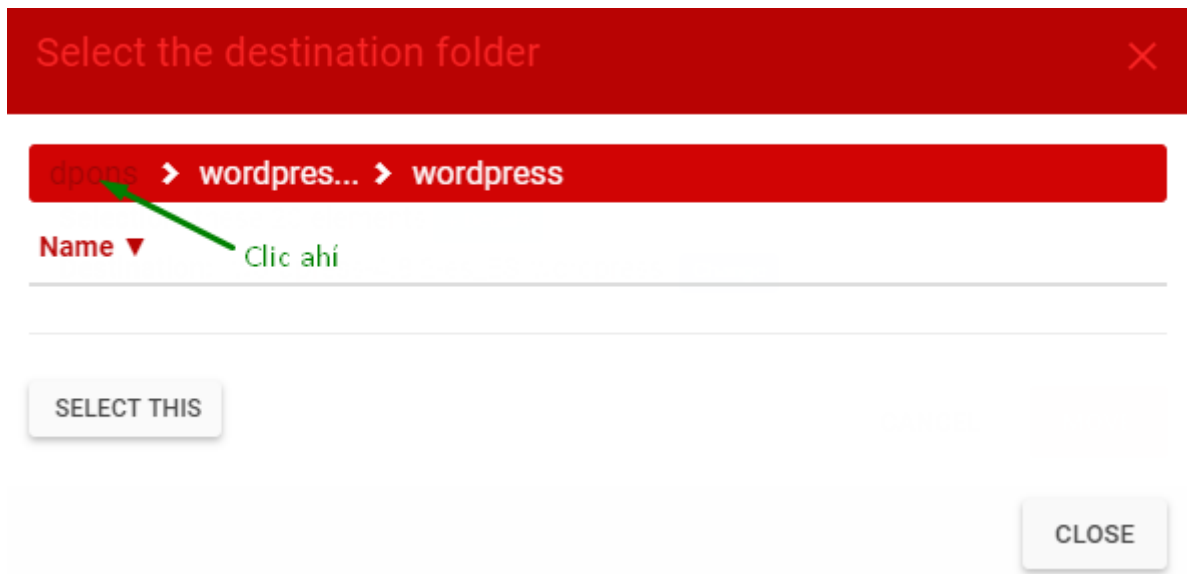 Select the destination folder
dpons > wordpres... > wordpress
Name ▼
Clic ahí
SELECT THIS
CLOSE